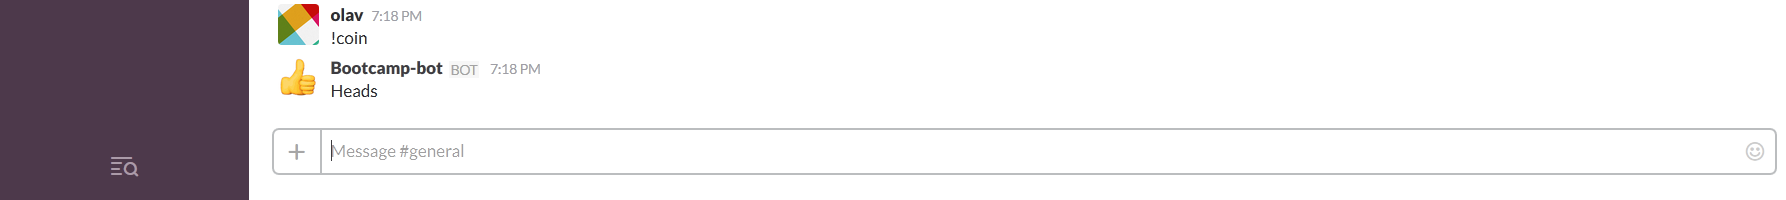 olav 7:18 PM
!coin
Bootcamp-bot BOT 7:18 PM
Heads
Message #general